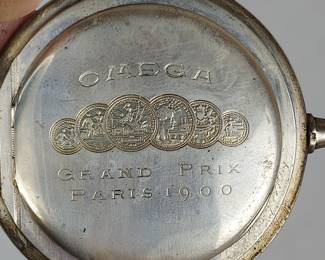 OMEGA
GRAND PRIX
PARIS 1900